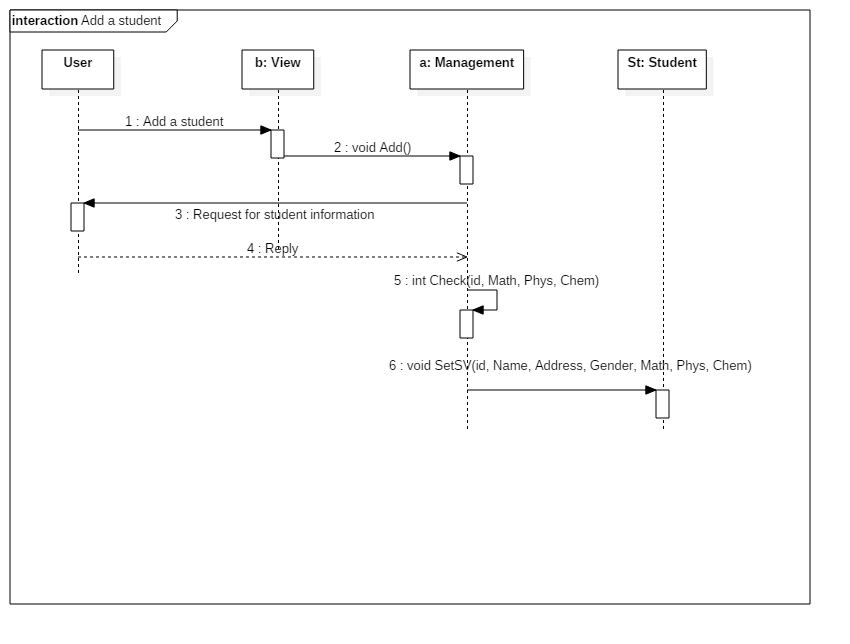 interaction Add a student
User
b: View
a: Management
St: Student
1 : Add a student
2 : void Add()
3 : Request for student information
4 : Reply
5 : int Check(id, Math, Phys, Chem)
6 : void SetSV(id, Name, Address, Gender, Math, Phys, Chem)